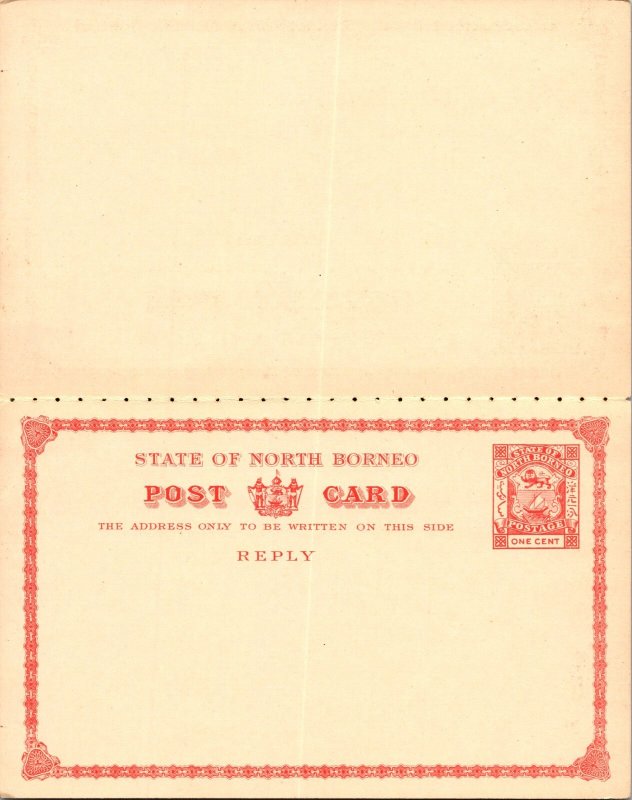 STATE OF NORTH BORNEO
POST CARD
THE ADDRESS ONLY TO BE WRITTEN ON THIS SIDE
REPLY
STATE OF
NORTH BORNEO
POSTAGE
ONE CENT